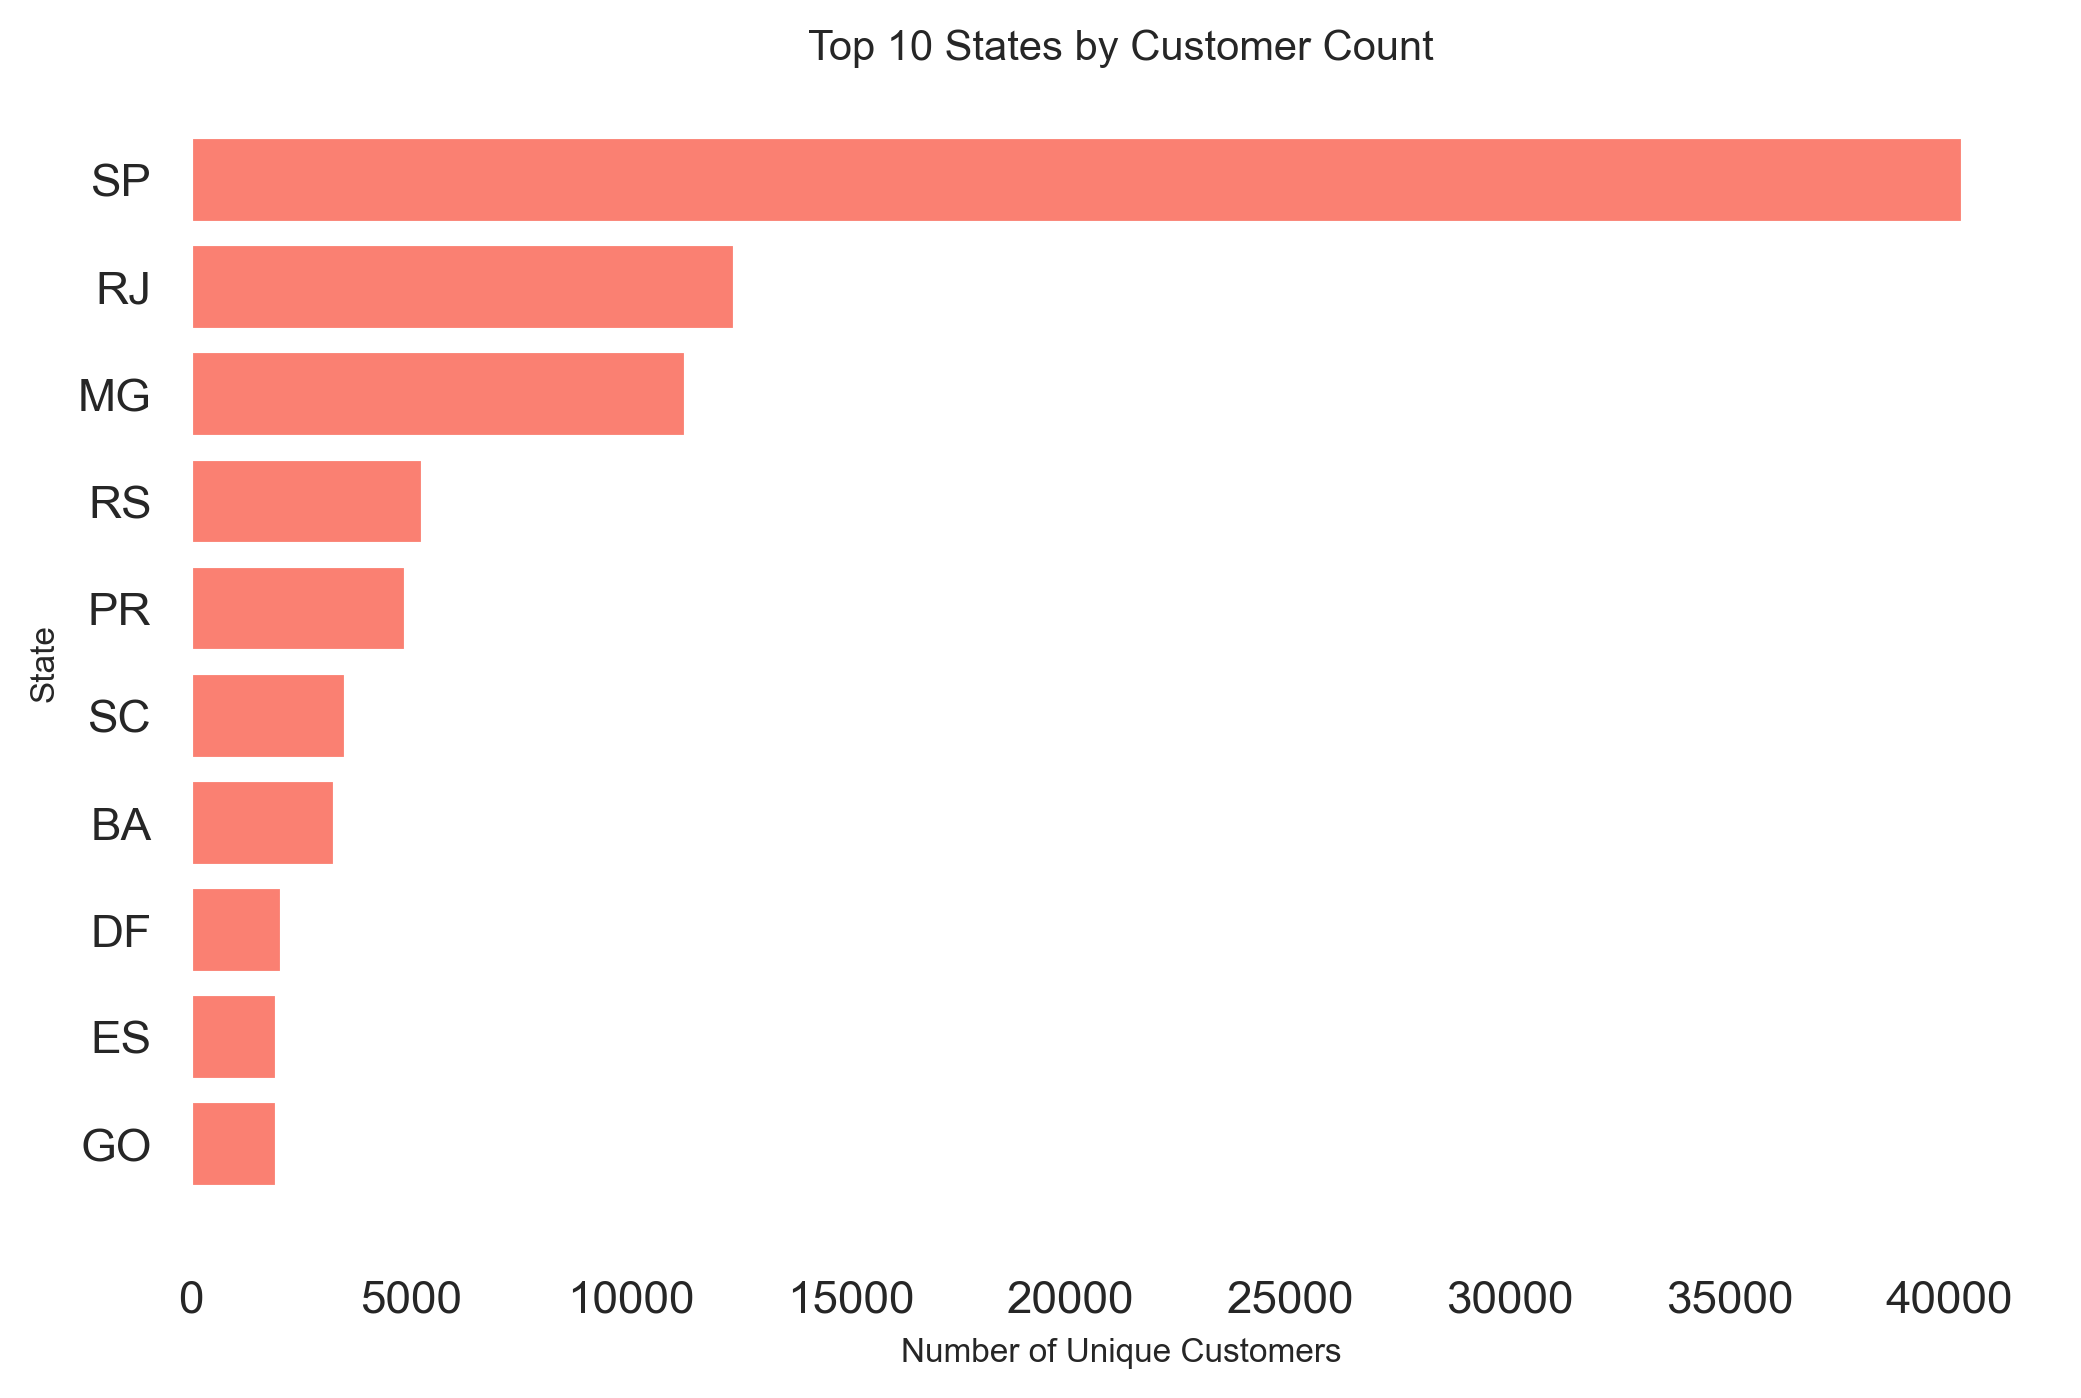 Top 10 States by Customer Count
SP
RJ
MG
RS
PR
SC
BA
DF
ES
GO
State
0 5000 10000 15000 20000 25000 30000 35000 40000
Number of Unique Customers